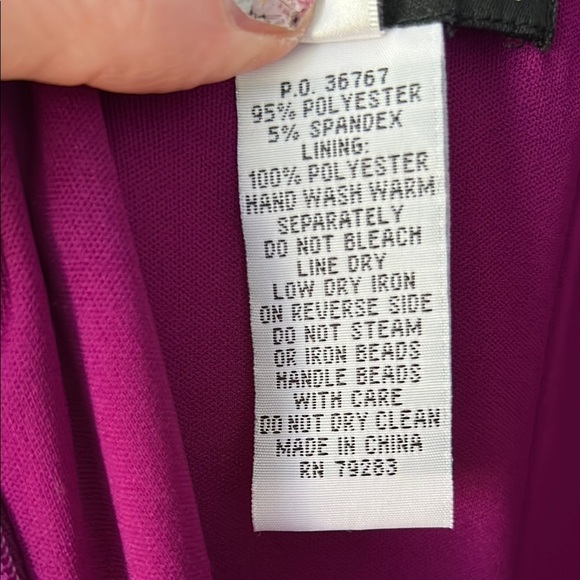 P.O. 36767
95% POLYESTER
5% SPANDEX
LINING:
100% POLYESTER
HAND WASH WARM
SEPARATELY
DO NOT BLEACH
LINE DRY
LOW DRY IRON
ON REVERSE SIDE
DO NOT STEAM
OR IRON BEADS
HANDLE BEADS
WITH CARE
DO NOT DRY CLEAN
MADE IN CHINA
RN 79283